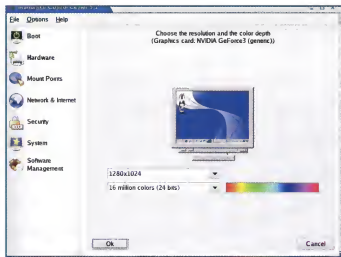 File Options Help
Boot
Hardware
Mount Points
Network & Internet
Security
System
Software
Management
Choose the resolution and the color depth
(Graphics card: NVIDIA GeForce3 (generic))
1280x1024
16 million colors (24 bits)
Ok
Cancel